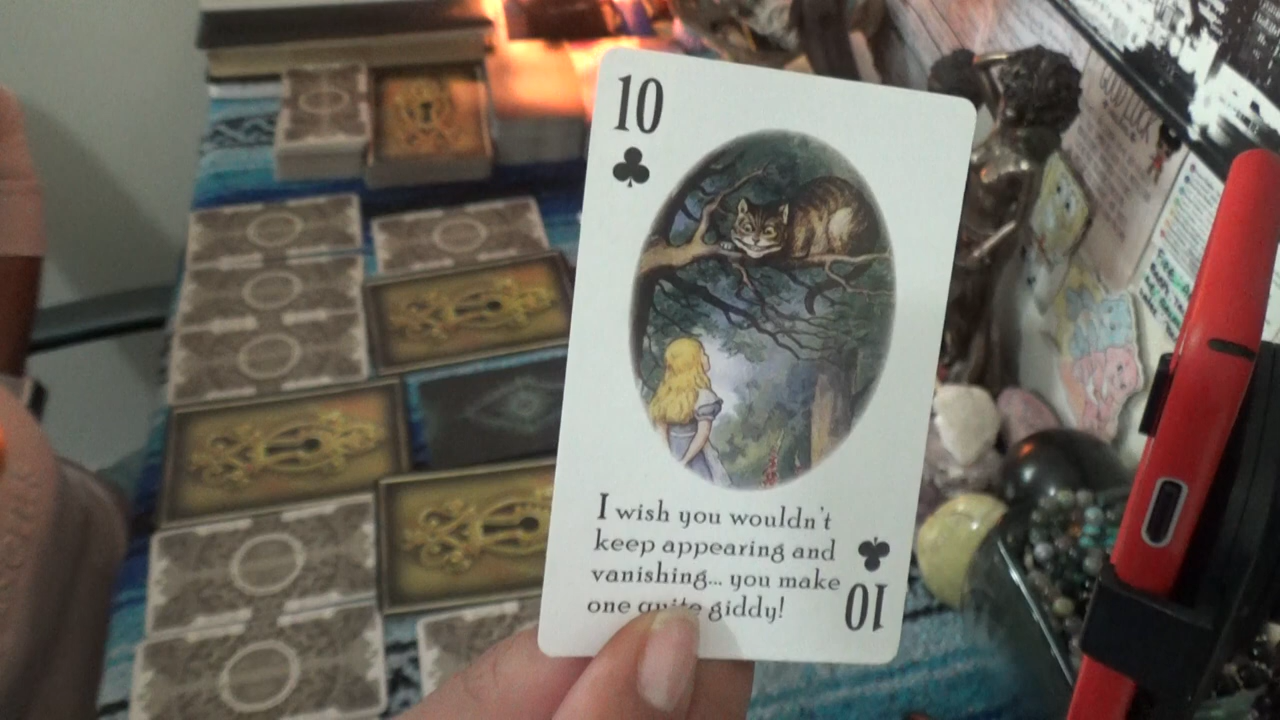 10
I wish you wouldn't
keep appearing and
vanishing... you make
one quite giddy!
10